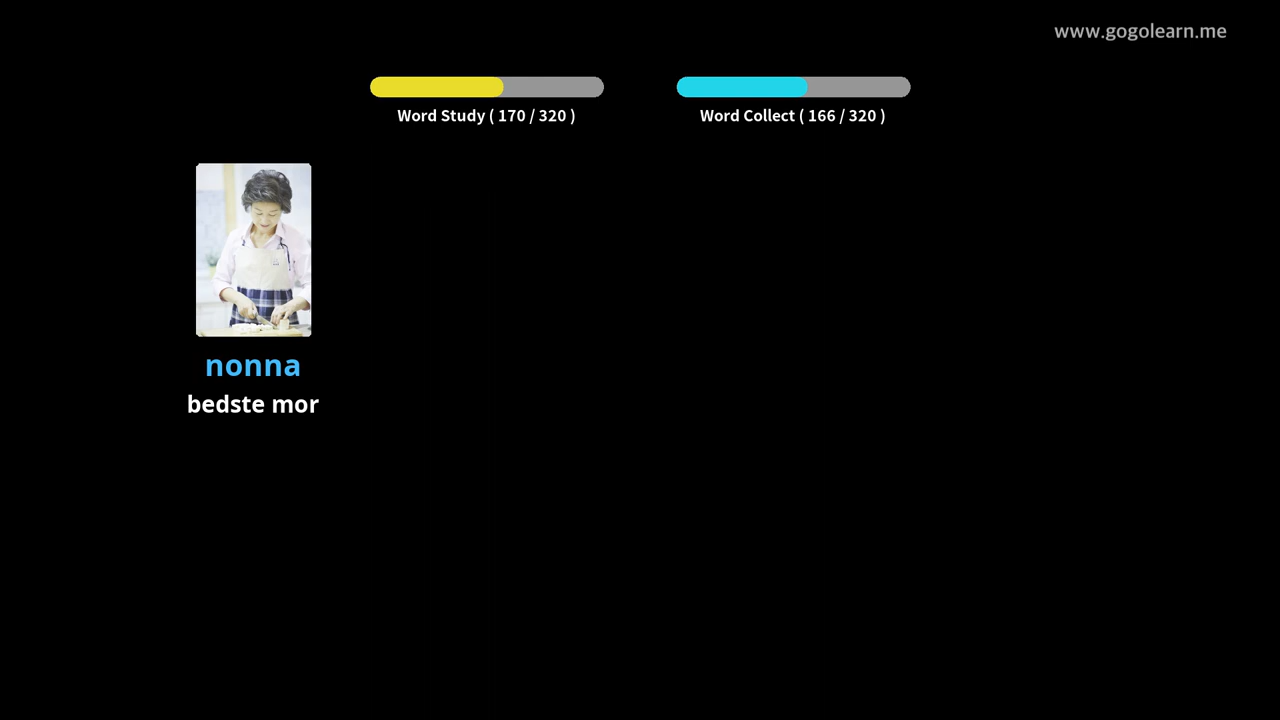 www.gogolearn.me
Word Study ( 170 / 320 )
Word Collect ( 166 / 320 )
nonna
bedste mor